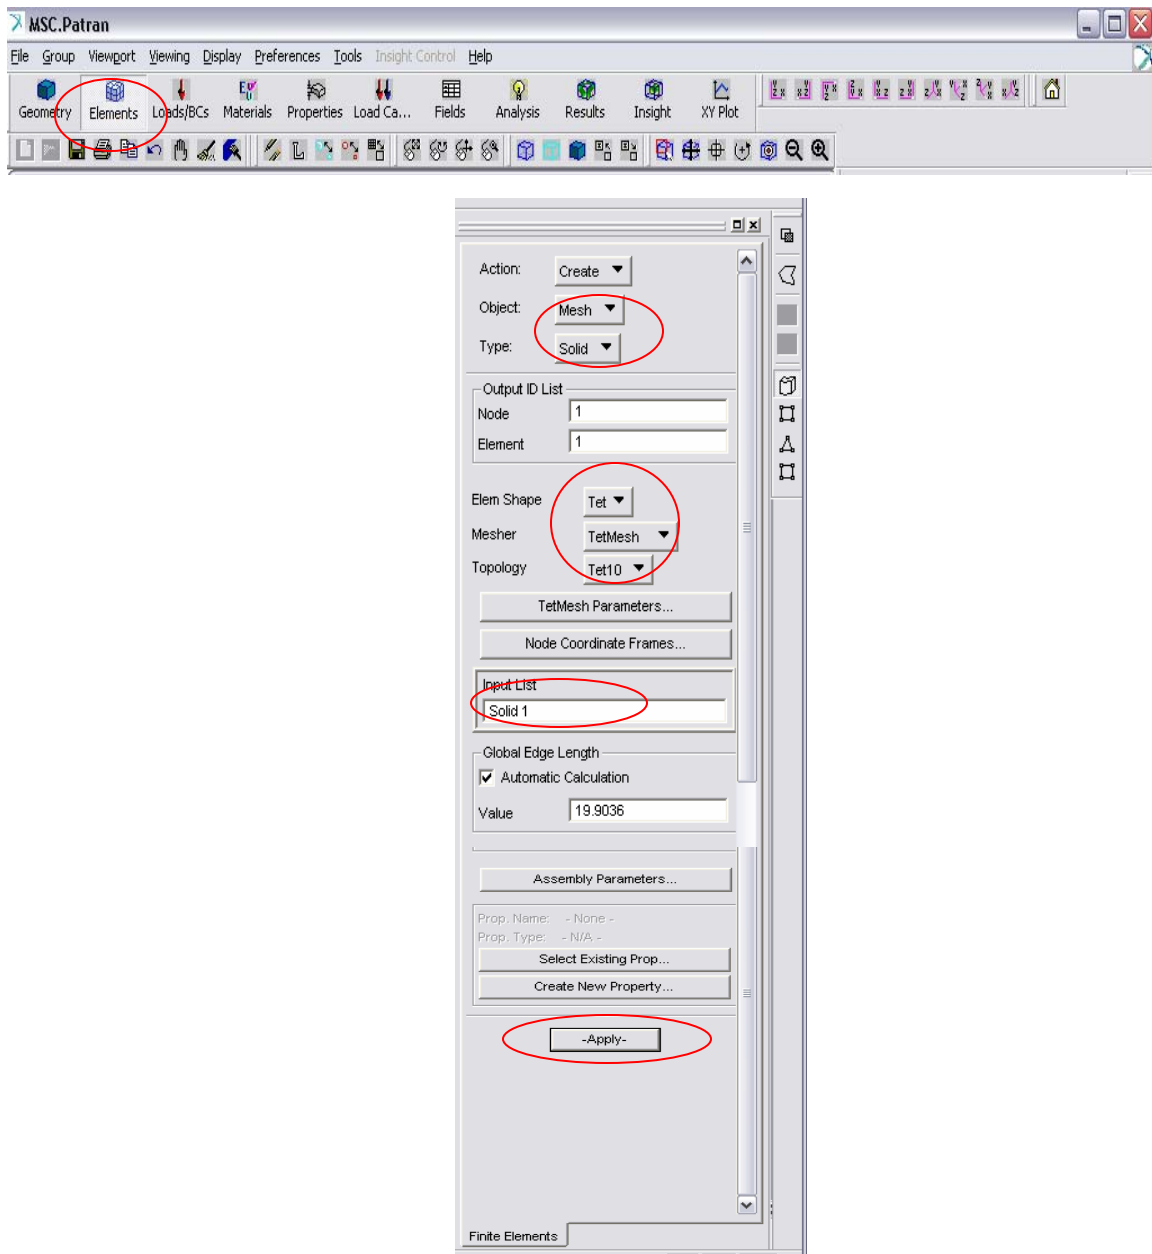 MSC.Patran
File Group Viewport Viewing Display Preferences Tools Insight Control Help
Geometry Elements Loads/BCs Materials Properties Load Ca... Fields Analysis Results Insight XY Plot
Action: Create
Object: Mesh
Type: Solid
Output ID List
Node 1
Element 1
Elem Shape Tet
Mesher TetMesh
Topology Tet10
TetMesh Parameters...
Node Coordinate Frames...
Input List
Solid 1
Global Edge Length
Automatic Calculation
Value 19.9036
Assembly Parameters...
Prop. Name: - None -
Prop. Type: - N/A -
Select Existing Prop...
Create New Property...
-Apply-
Finite Elements